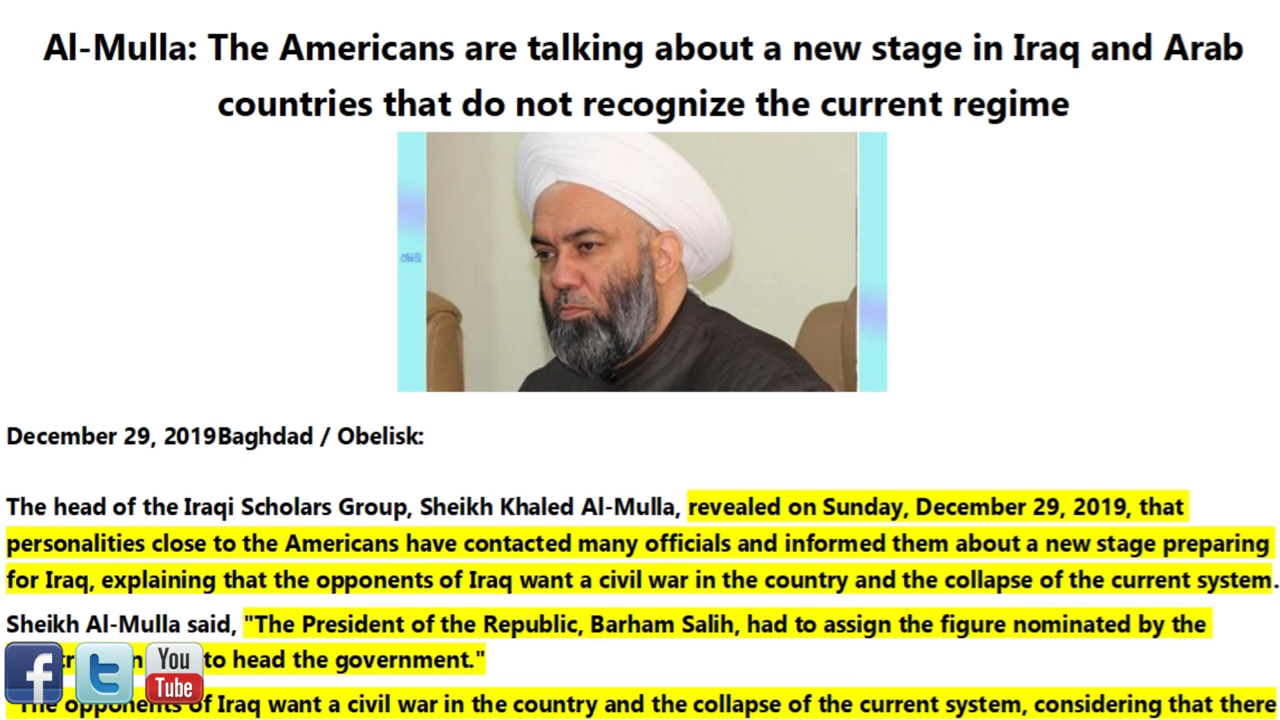 Al-Mulla: The Americans are talking about a new stage in Iraq and Arab
countries that do not recognize the current regime
December 29, 2019Baghdad / Obelisk:
The head of the Iraqi Scholars Group, Sheikh Khaled Al-Mulla, revealed on Sunday, December 29, 2019, that
personalities close to the Americans have contacted many officials and informed them about a new stage preparing
for Iraq, explaining that the opponents of Iraq want a civil war in the country and the collapse of the current system.
Sheikh Al-Mulla said, "The President of the Republic, Barham Salih, had to assign the figure nominated by the
to head the government."
You
Tube
"The opponents of Iraq want a civil war in the country and the collapse of the current system, considering that there